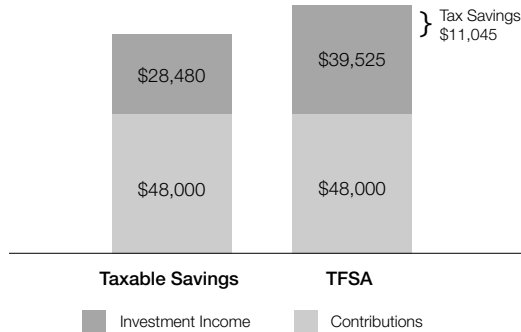 Tax Savings
$11,045
$28,480
$39,525
$48,000
$48,000
Taxable Savings
TFSA
Investment Income
Contributions